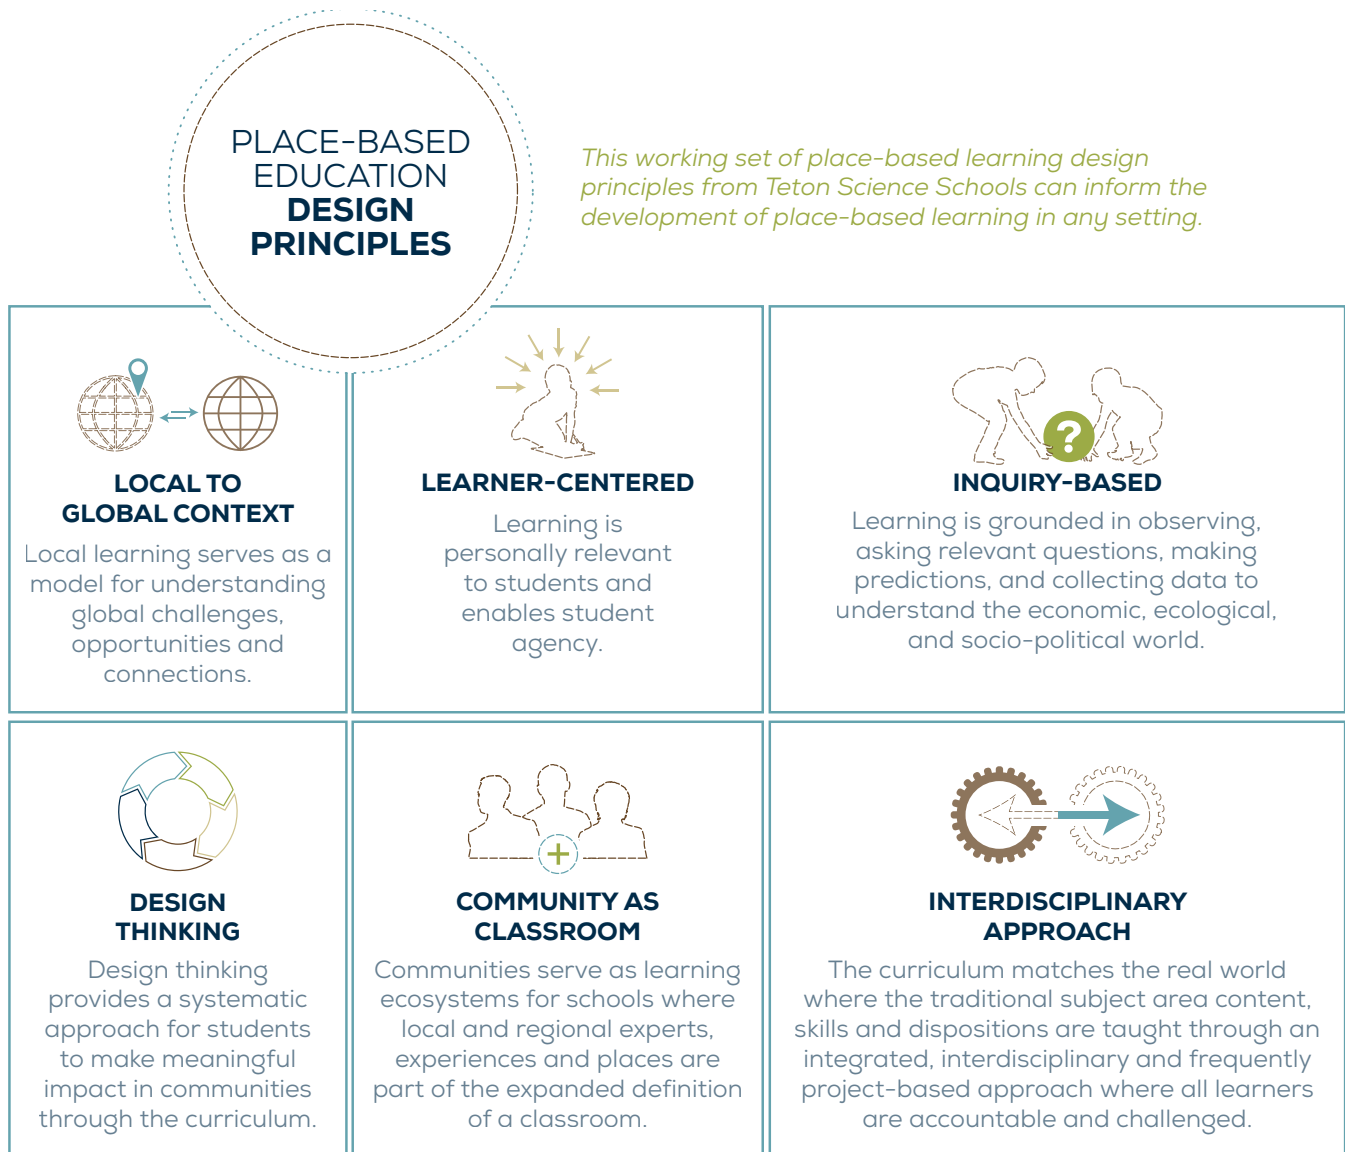 PLACE-BASED
EDUCATION
DESIGN
PRINCIPLES
This working set of place-based learning design
principles from Teton Science Schools can inform the
development of place-based learning in any setting.
LOCAL TO
GLOBAL CONTEXT
Local learning serves as a
model for understanding
global challenges,
opportunities and
connections.
LEARNER-CENTERED
Learning is
personally relevant
to students and
enables student
agency.
?
INQUIRY-BASED
Learning is grounded in observing,
asking relevant questions, making
predictions, and collecting data to
understand the economic, ecological,
and socio-political world.
DESIGN
THINKING
Design thinking
provides a systematic
approach for students
to make meaningful
impact in communities
through the curriculum.
+
COMMUNITY AS
CLASSROOM
Communities serve as learning
ecosystems for schools where
local and regional experts,
experiences and places are
part of the expanded definition
of a classroom.
INTERDISCIPLINARY
APPROACH
The curriculum matches the real world
where the traditional subject area content,
skills and dispositions are taught through an
integrated, interdisciplinary and frequently
project-based approach where all learners
are accountable and challenged.